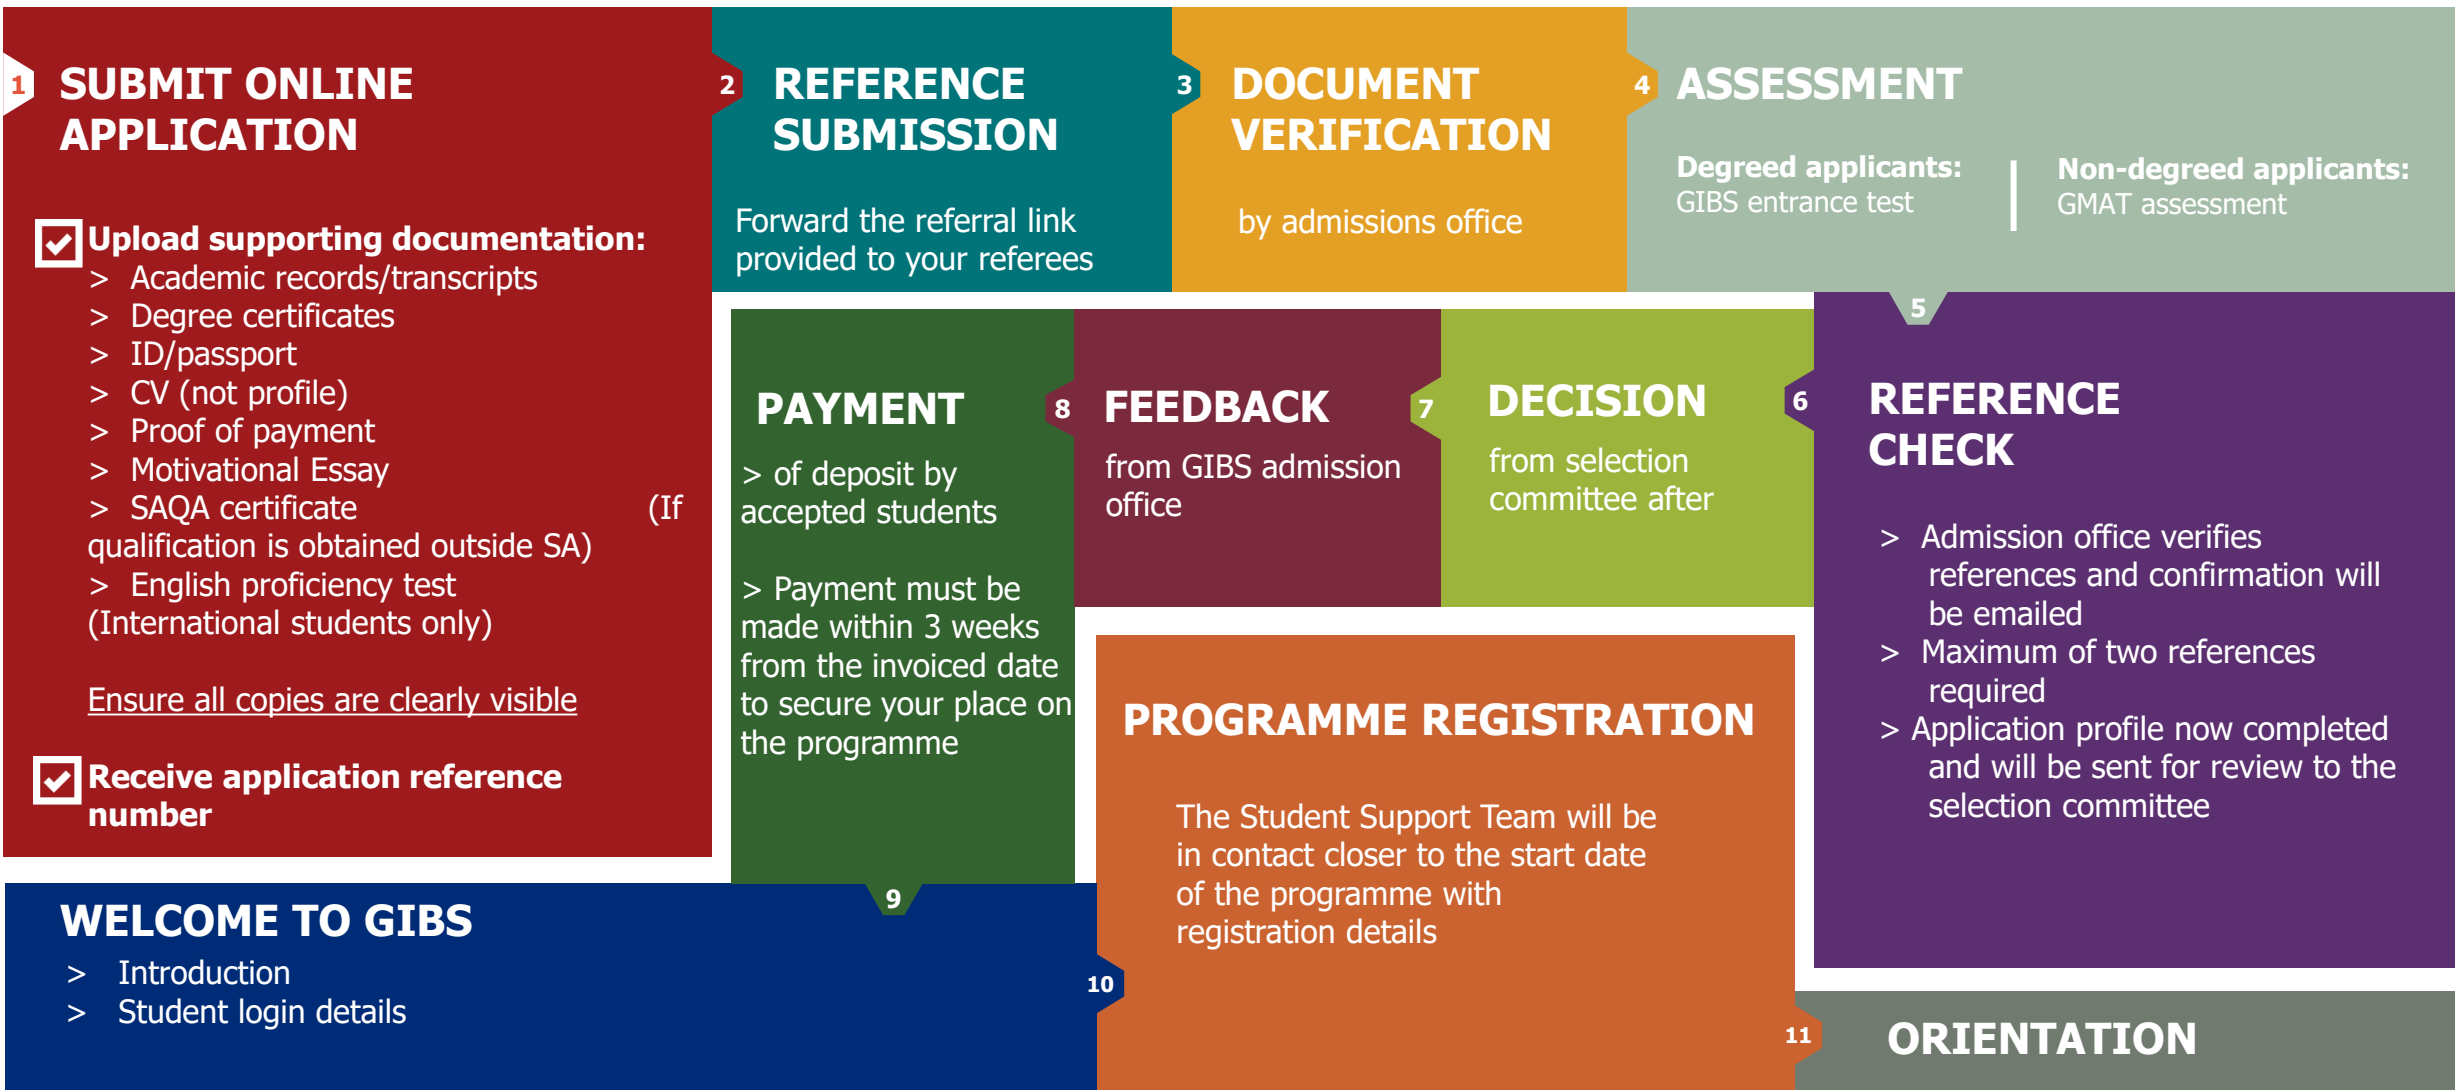 1
SUBMIT ONLINE
APPLICATION
Upload supporting documentation:
> Academic records/transcripts
> Degree certificates
> ID/passport
> CV (not profile)
> Proof of payment
> Motivational Essay
> SAQA certificate (If
qualification is obtained outside SA)
> English proficiency test
(International students only)
Ensure all copies are clearly visible
Receive application reference
number
2
REFERENCE
SUBMISSION
Forward the referral link
provided to your referees
3
DOCUMENT
VERIFICATION
by admissions office
4
ASSESSMENT
Degreed applicants:
GIBS entrance test
Non-degreed applicants:
GMAT assessment
5
REFERENCE
CHECK
> Admission office verifies
references and confirmation will
be emailed
> Maximum of two references
required
> Application profile now completed
and will be sent for review to the
selection committee
6
DECISION
from selection
committee after
7
FEEDBACK
from GIBS admission
office
8
PAYMENT
> of deposit by
accepted students
> Payment must be
made within 3 weeks
from the invoiced date
to secure your place on
the programme
9
WELCOME TO GIBS
> Introduction
> Student login details
10
PROGRAMME REGISTRATION
The Student Support Team will be
in contact closer to the start date
of the programme with
registration details
11
ORIENTATION